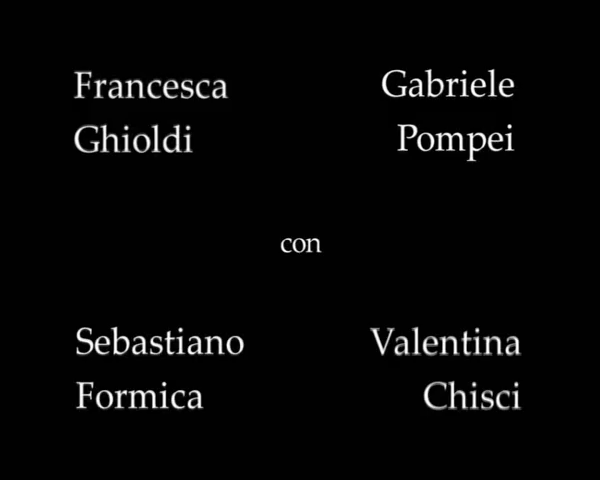 Francesca
Ghioldi
Gabriele
Pompei
con
Sebastiano
Formica
Valentina
Chisci